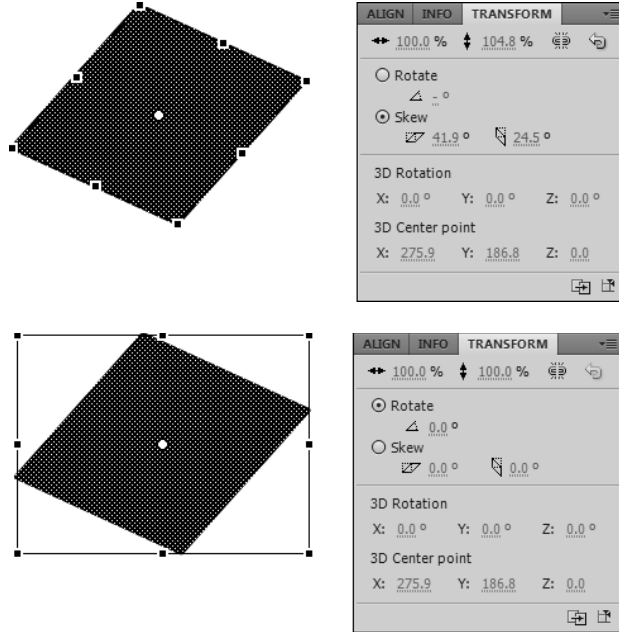 ALIGN INFO TRANSFORM
100.0 % 104.8 %
Rotate
- °
Skew
41.9 ° 24.5 °
3D Rotation
X: 0.0 ° Y: 0.0 ° Z: 0.0 °
3D Center point
X: 275.9 Y: 186.8 Z: 0.0
ALIGN INFO TRANSFORM
100.0 % 100.0 %
Rotate
0.0 °
Skew
0.0 ° 0.0 °
3D Rotation
X: 0.0 ° Y: 0.0 ° Z: 0.0 °
3D Center point
X: 275.9 Y: 186.8 Z: 0.0